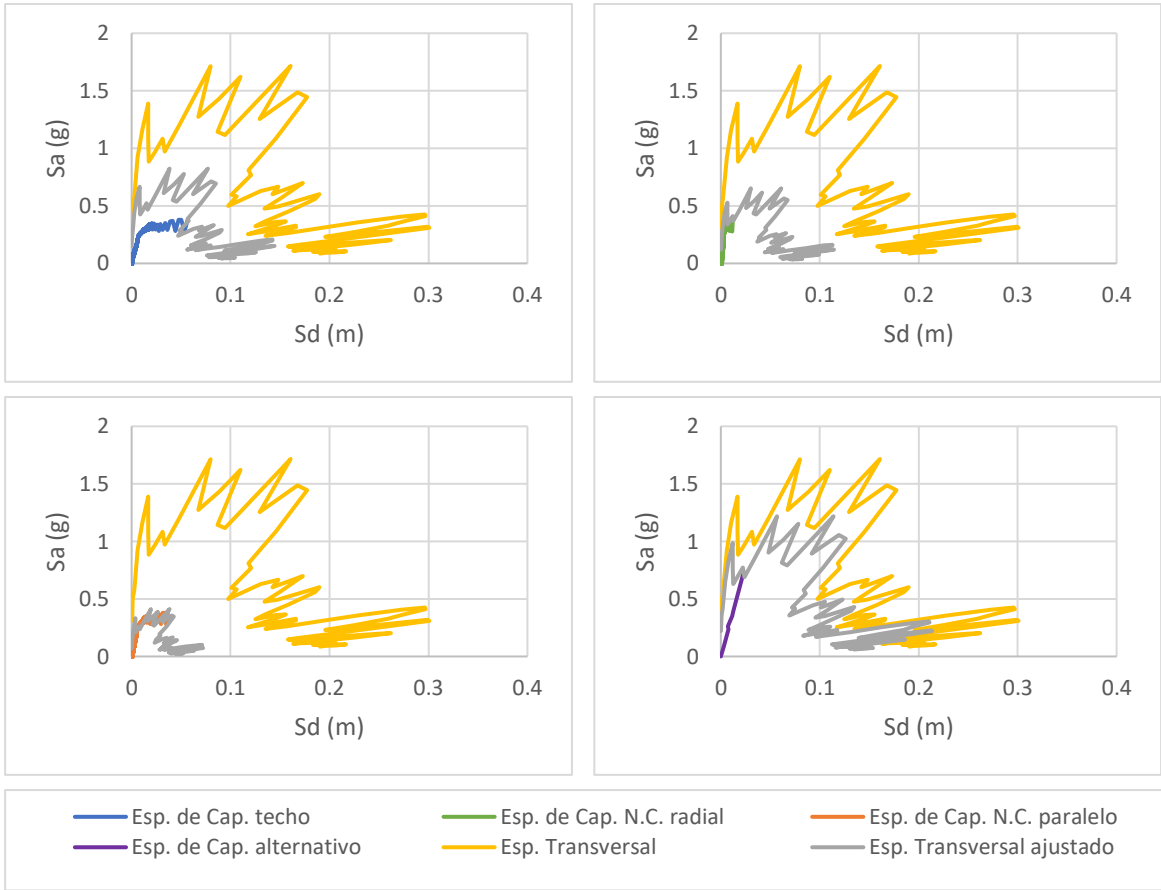 2
1.5
1
0.5
0
Sa (g)
0 0.1 0.2 0.3 0.4
Sd (m)
2
1.5
1
0.5
0
Sa (g)
0 0.1 0.2 0.3 0.4
Sd (m)
2
1.5
1
0.5
0
Sa (g)
0 0.1 0.2 0.3 0.4
Sd (m)
2
1.5
1
0.5
0
Sa (g)
0 0.1 0.2 0.3 0.4
Sd (m)
Esp. de Cap. techo Esp. de Cap. N.C. radial Esp. de Cap. N.C. paralelo
Esp. de Cap. alternativo Esp. Transversal Esp. Transversal ajustado